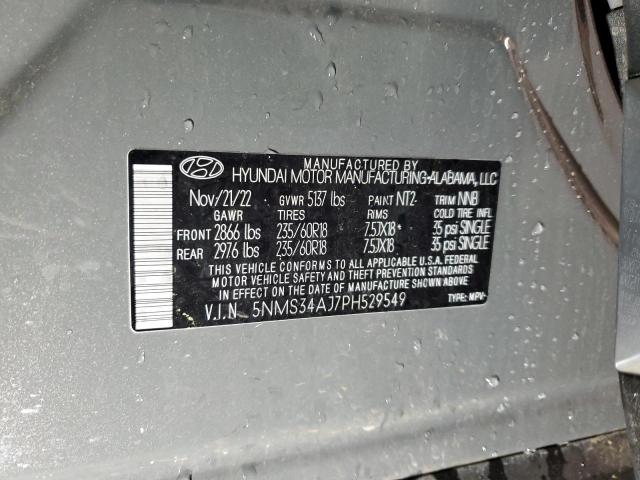 MANUFACTURED BY
HYUNDAI MOTOR MANUFACTURING-ALABAMA, LLC
Nov/21/22 GVWR 5137 lbs PAINT NT2- TRIM NNB
GAWR TIRES RIMS COLD TIRE INFL
FRONT 2866 lbs 235/60R18 7.5JX18* 35 psi SINGLE
REAR 2976 lbs 235/60R18 7.5JX18 35 psi SINGLE
THIS VEHICLE CONFORMS TO ALL APPLICABLE U.S.A. FEDERAL
MOTOR VEHICLE SAFETY AND THEFT PREVENTION STANDARDS
IN EFFECT ON THE DATE OF MANUFACTURE SHOWN ABOVE.
V.I.N. 5NMS34AJ7PH529549 TYPE: MPV-